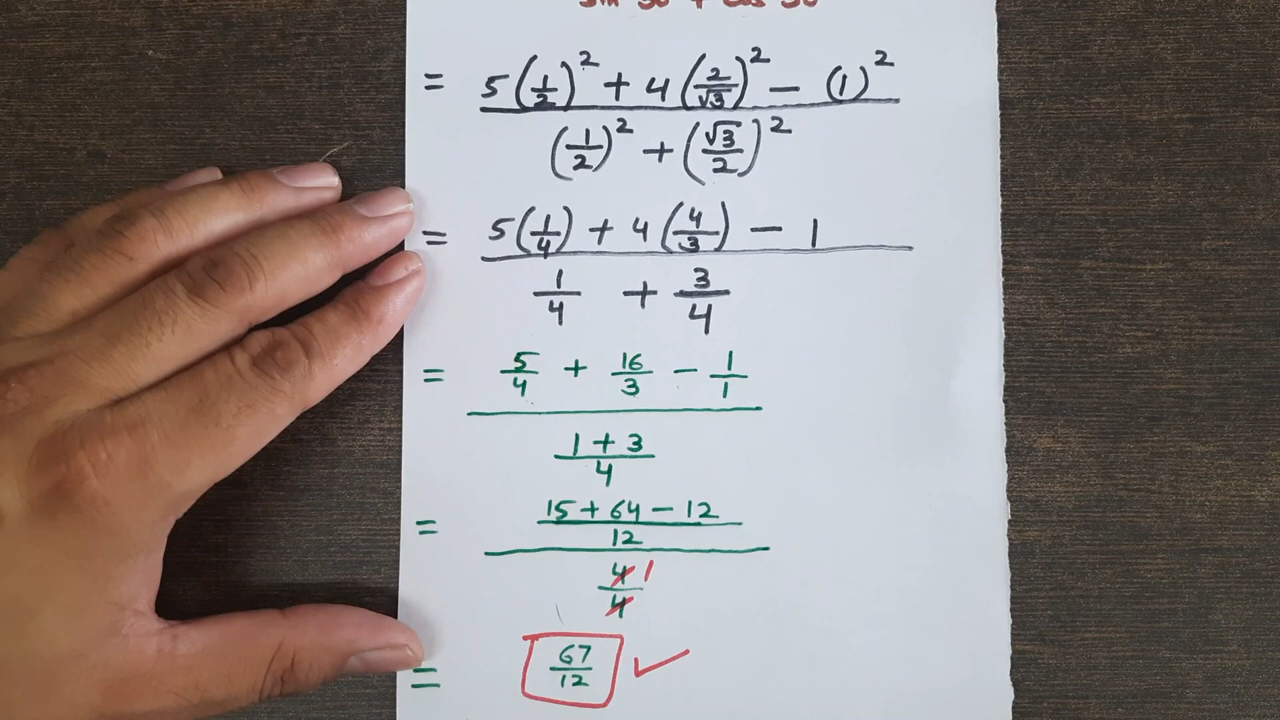 sin²30° + cos²30°
= 5(1/2)² + 4(2/√3)² − (1)²
(1/2)² + (√3/2)²
= 5(1/4) + 4(4/3) − 1
1/4 + 3/4
= 5/4 + 16/3 − 1/1
1 + 3/4
= 15 + 64 − 12/12
4/4 1
= 67/12 ✓